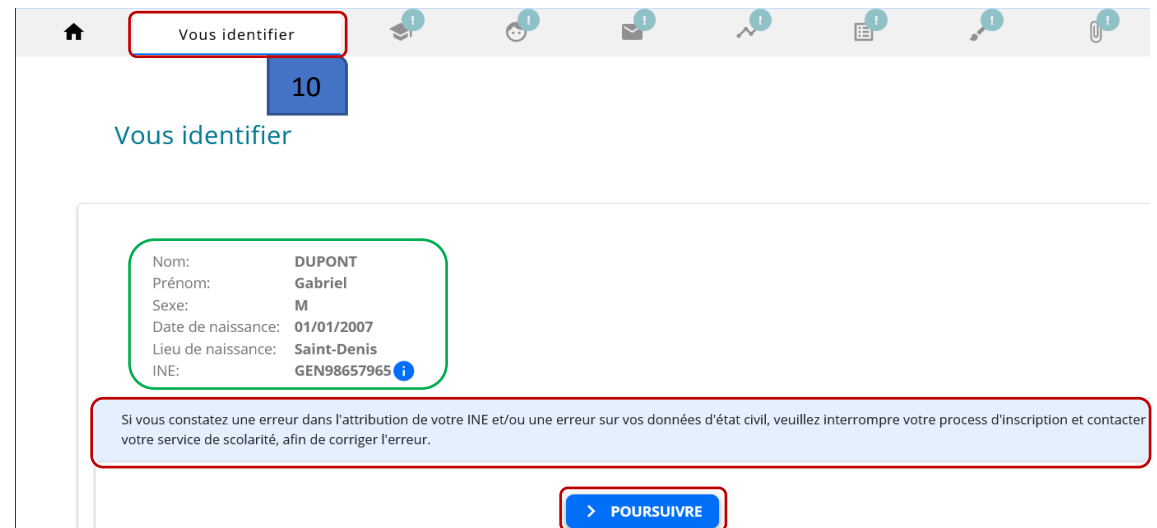 Vous identifier
! ! ! ! ! ! !
10
Vous identifier
Nom: DUPONT
Prénom: Gabriel
Sexe: M
Date de naissance: 01/01/2007
Lieu de naissance: Saint-Denis
INE: GEN98657965 i
Si vous constatez une erreur dans l'attribution de votre INE et/ou une erreur sur vos données d'état civil, veuillez interrompre votre process d'inscription et contacter
votre service de scolarité, afin de corriger l'erreur.
> POURSUIVRE